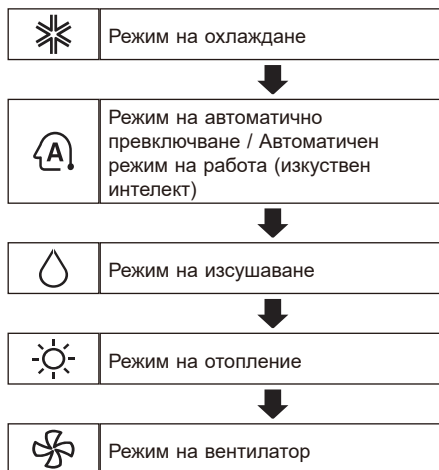 Режим на охлаждане
A
Режим на автоматично
превключване / Автоматичен
режим на работа (изкуствен
интелект)
Режим на изсушаване
Режим на отопление
Режим на вентилатор